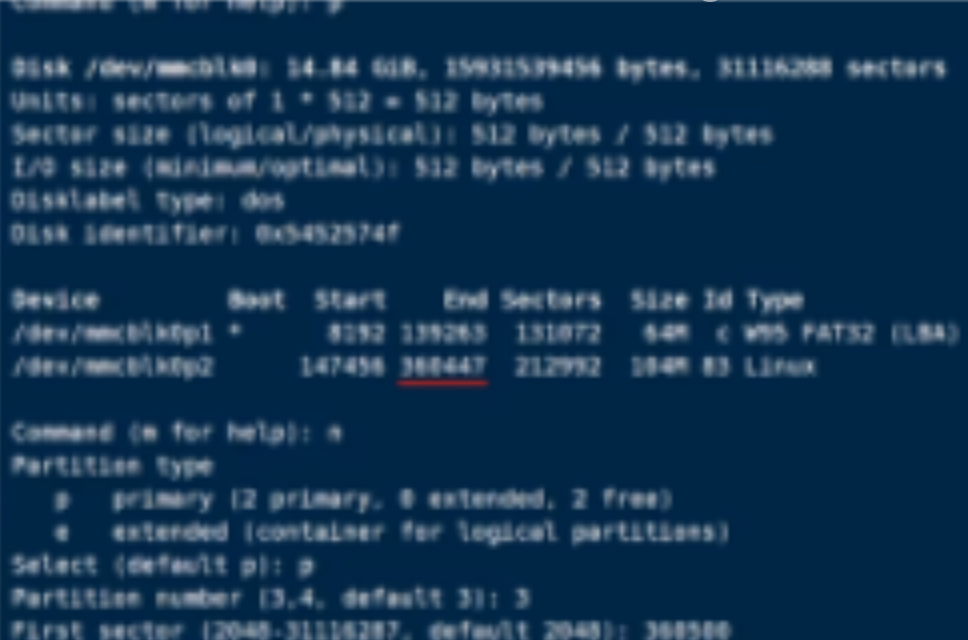 Command (m for help): p
Disk /dev/mmcblk0: 14.84 GiB, 15931539456 bytes, 31116288 sectors
Units: sectors of 1 * 512 = 512 bytes
Sector size (logical/physical): 512 bytes / 512 bytes
I/O size (minimum/optimal): 512 bytes / 512 bytes
Disklabel type: dos
Disk identifier: 0x5452574f
Device Boot Start End Sectors Size Id Type
/dev/mmcblk0p1 * 8192 139263 131072 64M c W95 FAT32 (LBA)
/dev/mmcblk0p2 147456 360447 212992 104M 83 Linux
Command (m for help): n
Partition type
p primary (2 primary, 0 extended, 2 free)
e extended (container for logical partitions)
Select (default p): p
Partition number (3,4, default 3): 3
First sector (2048-31116287, default 2048): 360500